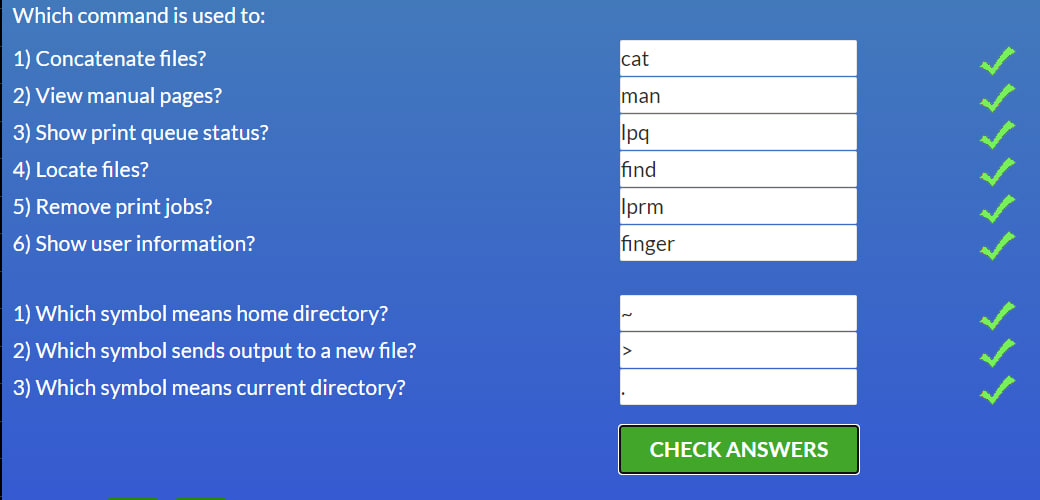 Which command is used to:
1) Concatenate files? cat
2) View manual pages? man
3) Show print queue status? lpq
4) Locate files? find
5) Remove print jobs? lprm
6) Show user information? finger
1) Which symbol means home directory? ~
2) Which symbol sends output to a new file? >
3) Which symbol means current directory? .
CHECK ANSWERS